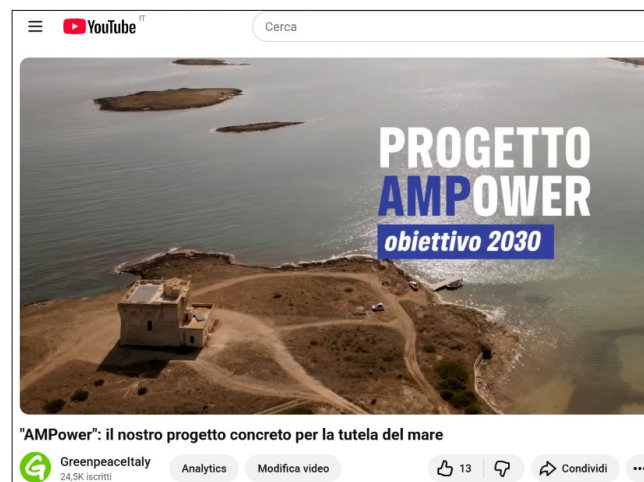 YouTube IT
Cerca
PROGETTO
AMPOWER
obiettivo 2030
"AMPower": il nostro progetto concreto per la tutela del mare
GreenpeaceItaly
24,5K iscritti
Analytics
Modifica video
13
Condividi